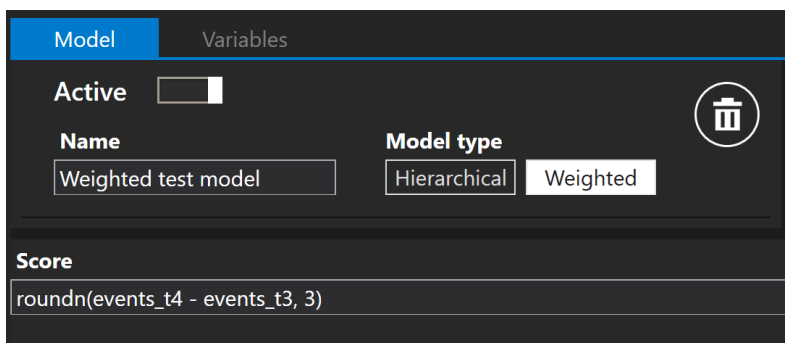 Model Variables
Active
Name Model type
Weighted test model Hierarchical Weighted
Score
roundn(events_t4 - events_t3, 3)